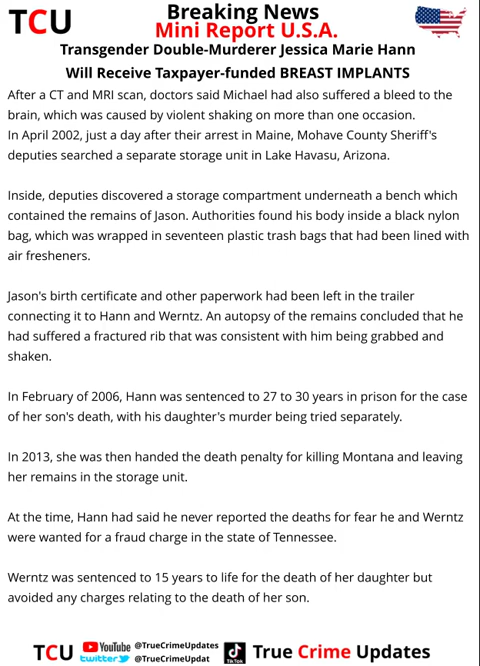 TCU
Breaking News
Mini Report U.S.A.
Transgender Double-Murderer Jessica Marie Hann
Will Receive Taxpayer-funded BREAST IMPLANTS
After a CT and MRI scan, doctors said Michael had also suffered a bleed to the
brain, which was caused by violent shaking on more than one occasion.
In April 2002, just a day after their arrest in Maine, Mohave County Sheriff's
deputies searched a separate storage unit in Lake Havasu, Arizona.
Inside, deputies discovered a storage compartment underneath a bench which
contained the remains of Jason. Authorities found his body inside a black nylon
bag, which was wrapped in seventeen plastic trash bags that had been lined with
air fresheners.
Jason's birth certificate and other paperwork had been left in the trailer
connecting it to Hann and Werntz. An autopsy of the remains concluded that he
had suffered a fractured rib that was consistent with him being grabbed and
shaken.
In February of 2006, Hann was sentenced to 27 to 30 years in prison for the case
of her son's death, with his daughter's murder being tried separately.
In 2013, she was then handed the death penalty for killing Montana and leaving
her remains in the storage unit.
At the time, Hann had said he never reported the deaths for fear he and Werntz
were wanted for a fraud charge in the state of Tennessee.
Werntz was sentenced to 15 years to life for the death of her daughter but
avoided any charges relating to the death of her son.
TCU
YouTube @TrueCrimeUpdates
twitter @TrueCrimeUpdat
TikTok
True Crime Updates